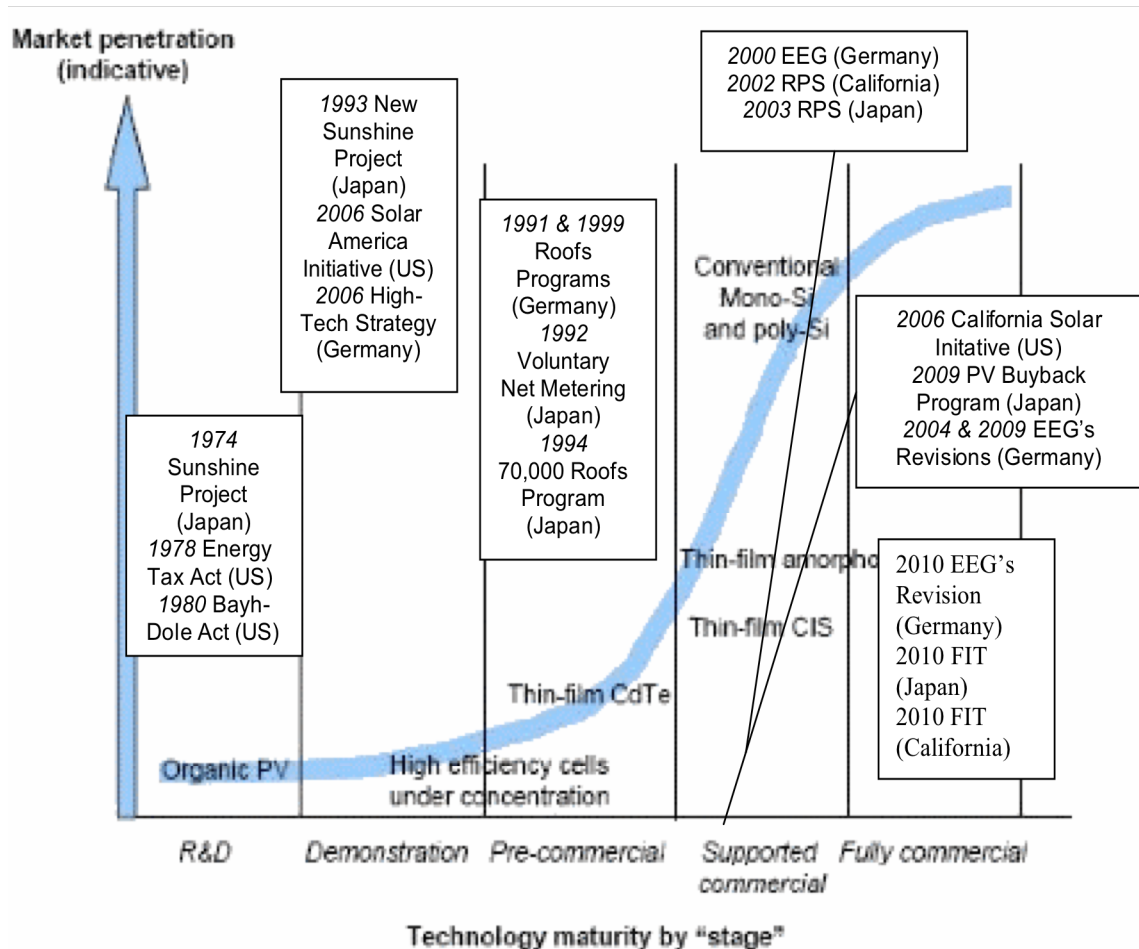 Market penetration
(indicative)
2000 EEG (Germany)
2002 RPS (California)
2003 RPS (Japan)
1993 New
Sunshine
Project
(Japan)
2006 Solar
America
Initiative (US)
2006 High-
Tech Strategy
(Germany)
1991 & 1999
Roofs
Programs
(Germany)
1992
Voluntary
Net Metering
(Japan)
1994
70,000 Roofs
Program
(Japan)
Conventional
Mono-Si
and poly-Si
2006 California Solar
Initative (US)
2009 PV Buyback
Program (Japan)
2004 & 2009 EEG's
Revisions (Germany)
1974
Sunshine
Project
(Japan)
1978 Energy
Tax Act (US)
1980 Bayh-
Dole Act (US)
Thin-film amorpho
Thin-film CIS
2010 EEG's
Revision
(Germany)
2010 FIT
(Japan)
2010 FIT
(California)
Thin-film CdTe
Organic PV
High efficiency cells
under concentration
R&D
Demonstration
Pre-commercial
Supported
commercial
Fully commercial
Technology maturity by “stage”